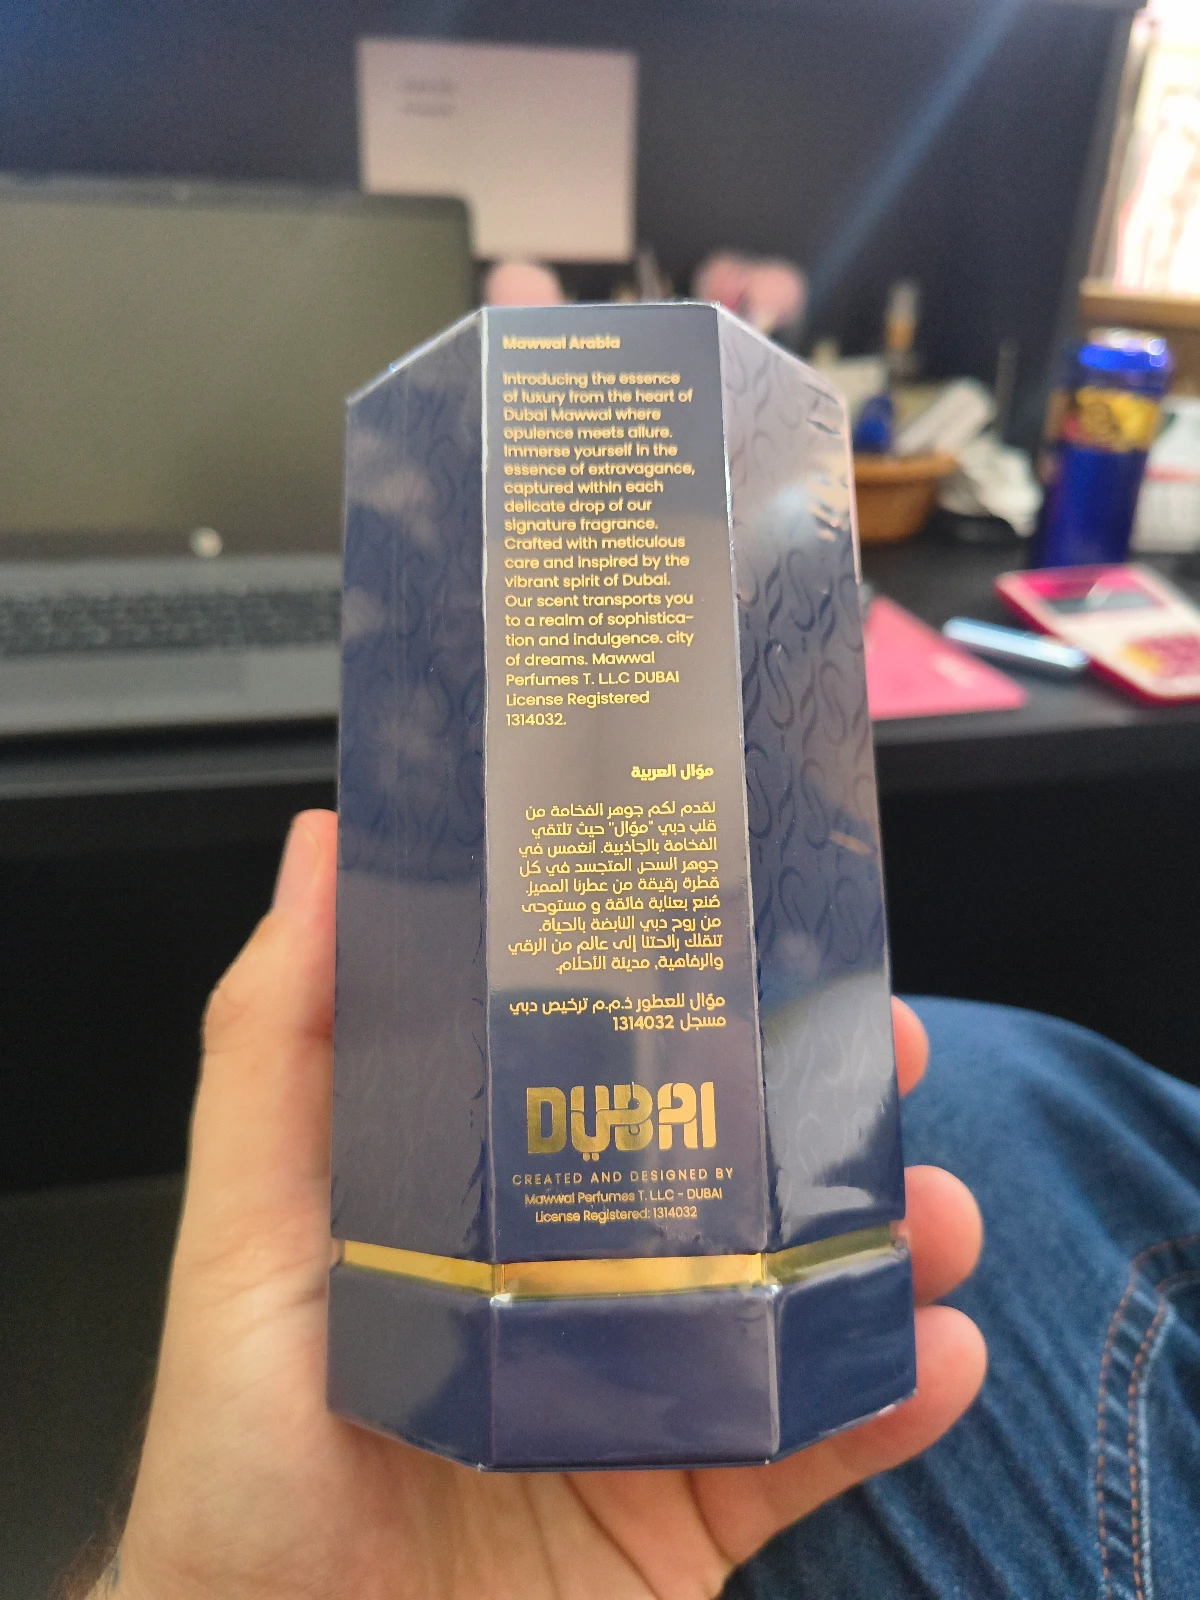 Mawwal Arabia
Introducing the essence
of luxury from the heart of
Dubai Mawwal where
opulence meets allure.
Immerse yourself in the
essence of extravagance,
captured within each
delicate drop of our
signature fragrance.
Crafted with meticulous
care and inspired by the
vibrant spirit of Dubai.
Our scent transports you
to a realm of sophistica-
tion and indulgence. city
of dreams. Mawwal
Perfumes T. LLC DUBAI
License Registered
1314032.
موّال العربية
نقدم لكم جوهر الفخامة من
قلب دبي "موّال" حيث تلتقي
الفخامة بالجاذبية. انغمس في
جوهر السحر، المتجسد في كل
قطرة رقيقة من عطرنا المميز.
صُنع بعناية فائقة و مستوحى
من روح دبي النابضة بالحياة.
تنقلك رائحتنا إلى عالم من الرقي
والرفاهية، مدينة الأحلام.
موّال للعطور ذ.م.م ترخيص دبي
مسجل 1314032
DUBAI
CREATED AND DESIGNED BY
Mawwal Perfumes T. LLC - DUBAI
License Registered: 1314032